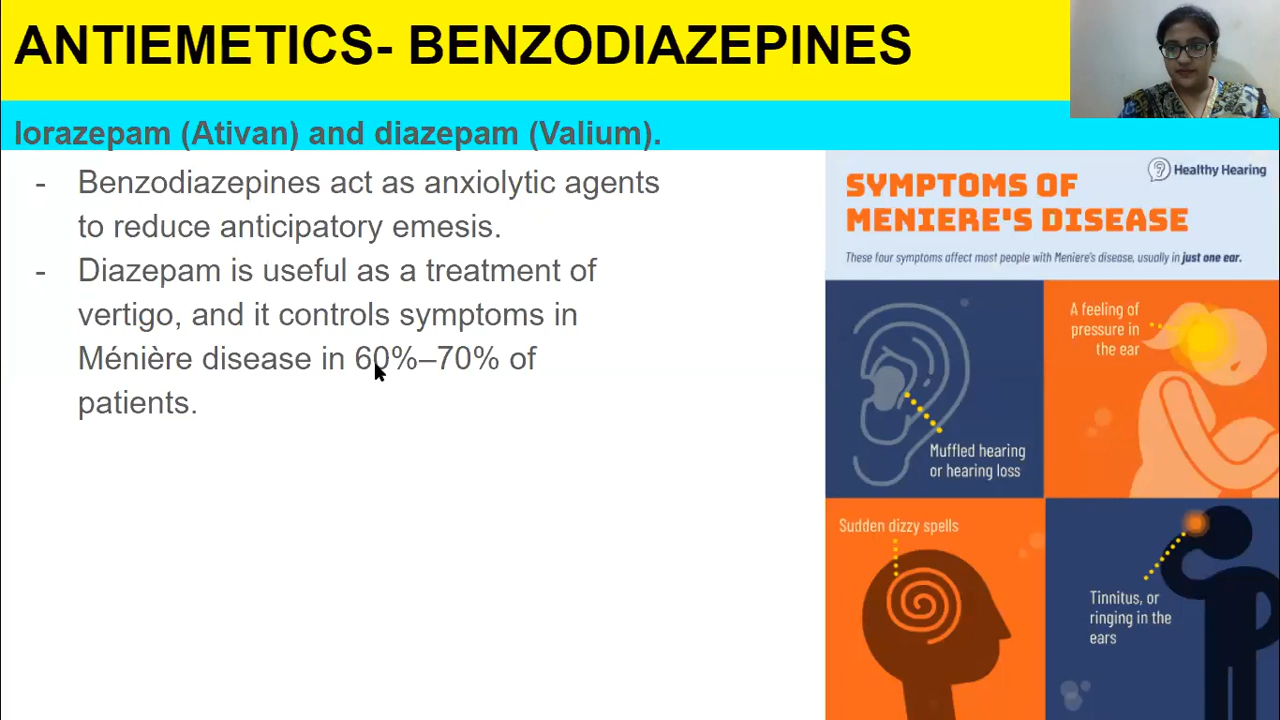 ANTIEMETICS- BENZODIAZEPINES
lorazepam (Ativan) and diazepam (Valium).
- Benzodiazepines act as anxiolytic agents
to reduce anticipatory emesis.
- Diazepam is useful as a treatment of
vertigo, and it controls symptoms in
Ménière disease in 60%–70% of
patients.
Healthy Hearing
SYMPTOMS OF
MENIERE'S DISEASE
These four symptoms affect most people with Meniere's disease, usually in just one ear.
Muffled hearing
or hearing loss
A feeling of
pressure in
the ear
Sudden dizzy spells
Tinnitus, or
ringing in the
ears